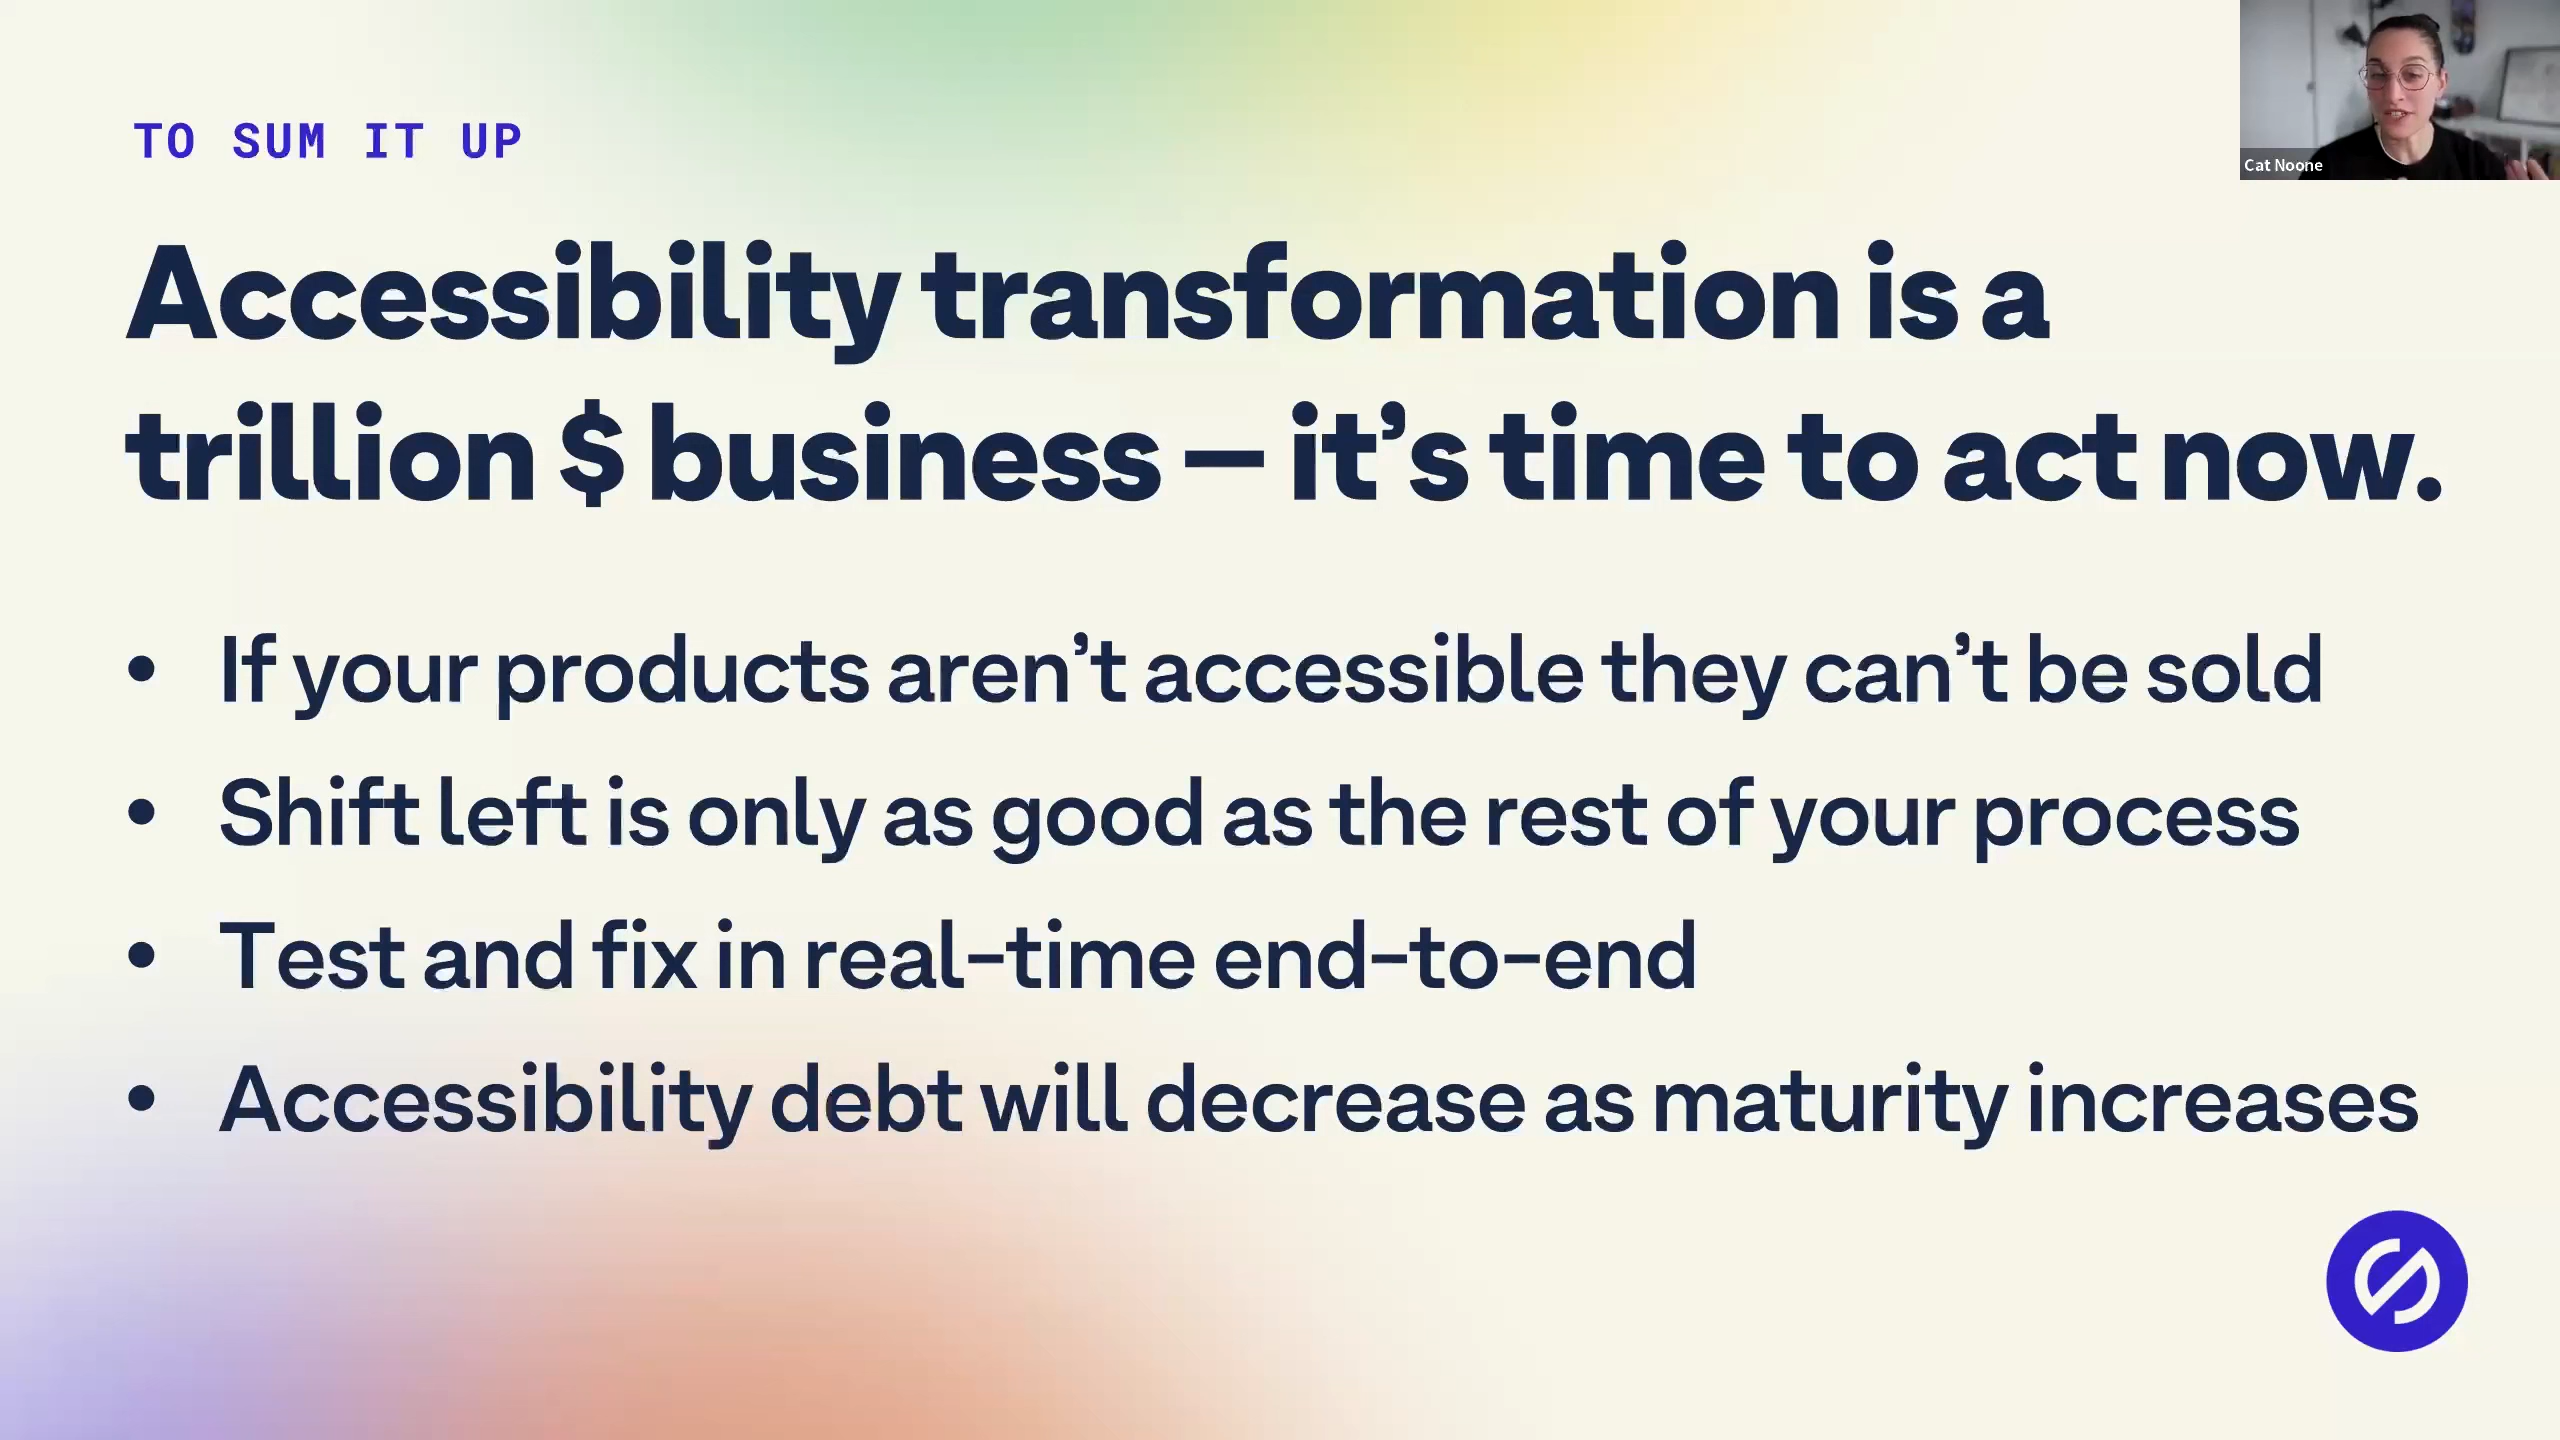 TO SUM IT UP
Cat Noone
Accessibility transformation is a
trillion $ business – it’s time to act now.
• If your products aren’t accessible they can’t be sold
• Shift left is only as good as the rest of your process
• Test and fix in real-time end-to-end
• Accessibility debt will decrease as maturity increases